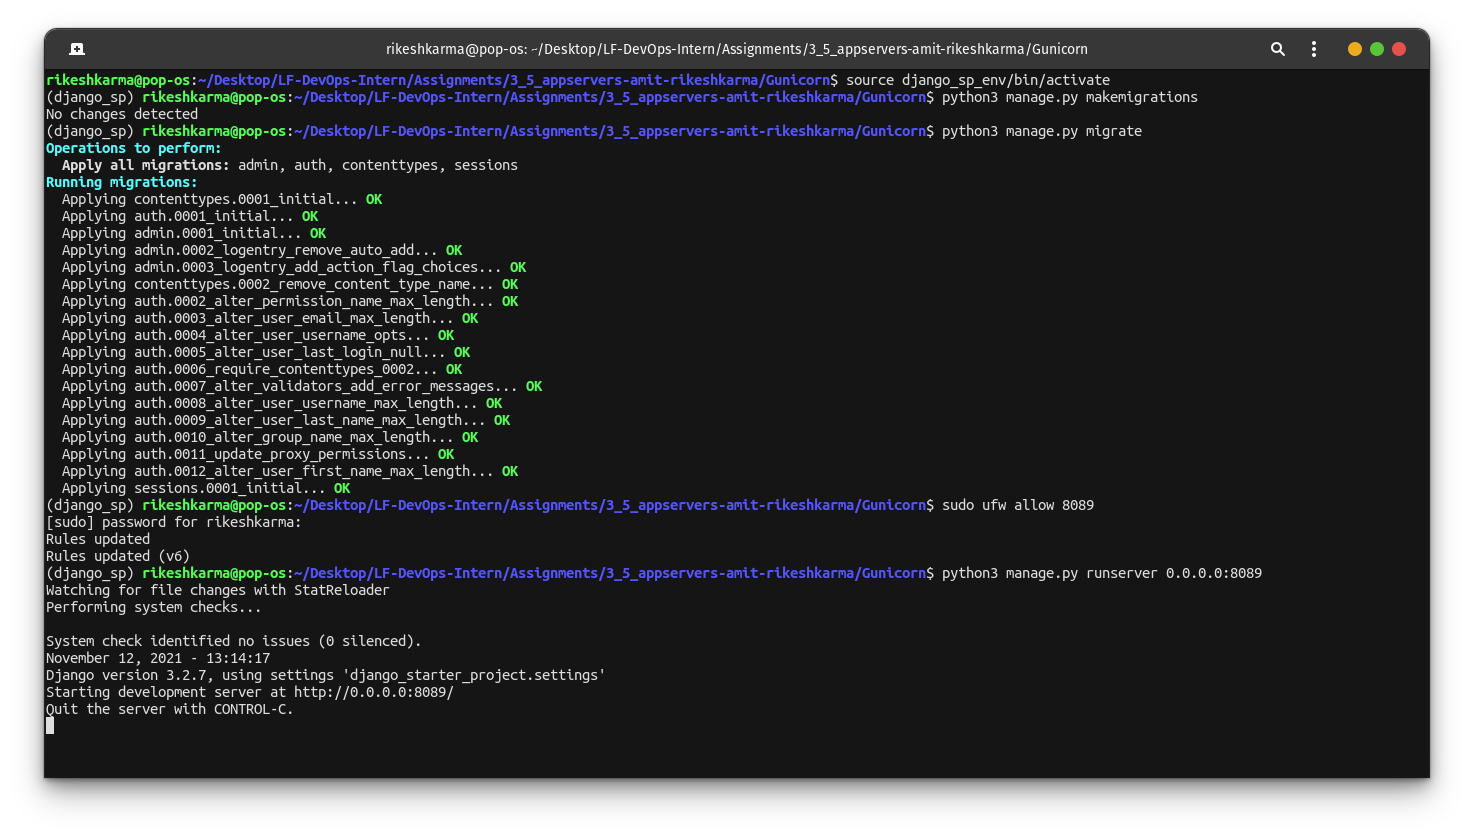 rikeshkarma@pop-os: ~/Desktop/LF-DevOps-Intern/Assignments/3_5_appservers-amit-rikeshkarma/Gunicorn
rikeshkarma@pop-os:~/Desktop/LF-DevOps-Intern/Assignments/3_5_appservers-amit-rikeshkarma/Gunicorn$ source django_sp_env/bin/activate
(django_sp) rikeshkarma@pop-os:~/Desktop/LF-DevOps-Intern/Assignments/3_5_appservers-amit-rikeshkarma/Gunicorn$ python3 manage.py makemigrations
No changes detected
(django_sp) rikeshkarma@pop-os:~/Desktop/LF-DevOps-Intern/Assignments/3_5_appservers-amit-rikeshkarma/Gunicorn$ python3 manage.py migrate
Operations to perform:
  Apply all migrations: admin, auth, contenttypes, sessions
Running migrations:
  Applying contenttypes.0001_initial... OK
  Applying auth.0001_initial... OK
  Applying admin.0001_initial... OK
  Applying admin.0002_logentry_remove_auto_add... OK
  Applying admin.0003_logentry_add_action_flag_choices... OK
  Applying contenttypes.0002_remove_content_type_name... OK
  Applying auth.0002_alter_permission_name_max_length... OK
  Applying auth.0003_alter_user_email_max_length... OK
  Applying auth.0004_alter_user_username_opts... OK
  Applying auth.0005_alter_user_last_login_null... OK
  Applying auth.0006_require_contenttypes_0002... OK
  Applying auth.0007_alter_validators_add_error_messages... OK
  Applying auth.0008_alter_user_username_max_length... OK
  Applying auth.0009_alter_user_last_name_max_length... OK
  Applying auth.0010_alter_group_name_max_length... OK
  Applying auth.0011_update_proxy_permissions... OK
  Applying auth.0012_alter_user_first_name_max_length... OK
  Applying sessions.0001_initial... OK
(django_sp) rikeshkarma@pop-os:~/Desktop/LF-DevOps-Intern/Assignments/3_5_appservers-amit-rikeshkarma/Gunicorn$ sudo ufw allow 8089
[sudo] password for rikeshkarma:
Rules updated
Rules updated (v6)
(django_sp) rikeshkarma@pop-os:~/Desktop/LF-DevOps-Intern/Assignments/3_5_appservers-amit-rikeshkarma/Gunicorn$ python3 manage.py runserver 0.0.0.0:8089
Watching for file changes with StatReloader
Performing system checks...
System check identified no issues (0 silenced).
November 12, 2021 - 13:14:17
Django version 3.2.7, using settings 'django_starter_project.settings'
Starting development server at http://0.0.0.0:8089/
Quit the server with CONTROL-C.